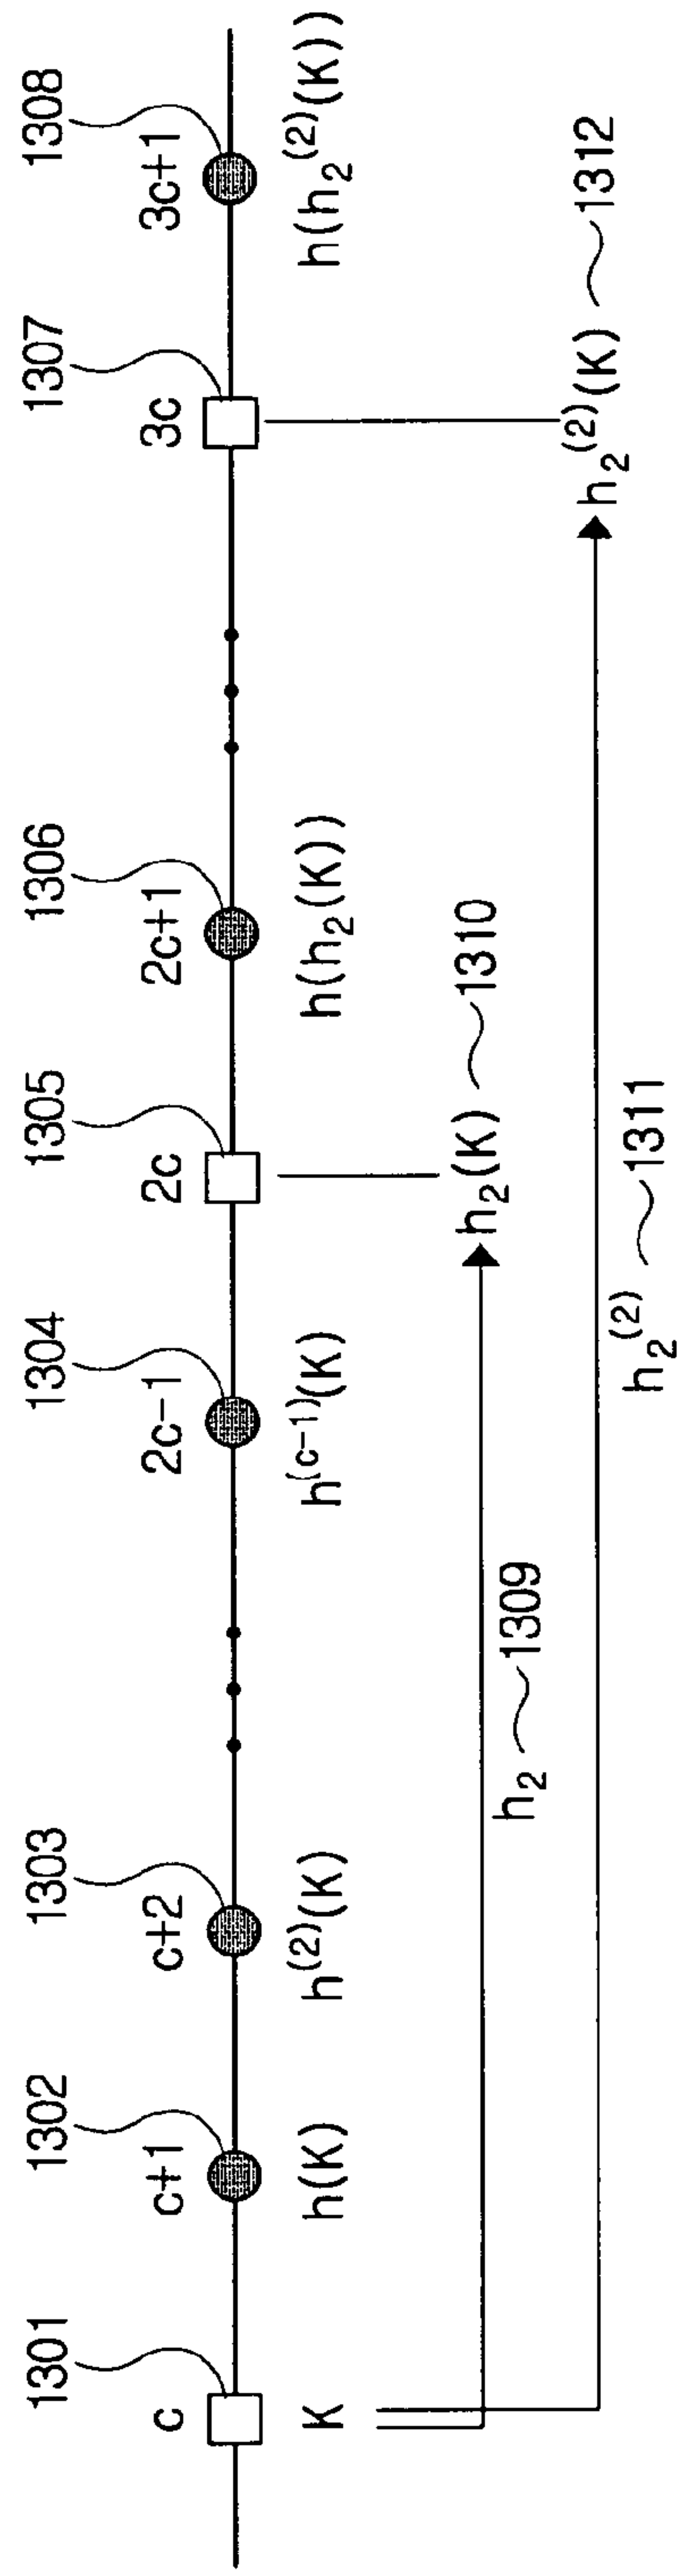 1301 1302 1303 1304 1305 1306 1307 1308
c c+1 c+2 2c-1 2c 2c+1 3c 3c+1
K h(K) h⁽²⁾(K) h⁽ᶜ⁻¹⁾(K) h(h₂(K)) h(h₂⁽²⁾(K))
h₂(K) ~1310
h₂ ~1309
h₂⁽²⁾(K) ~1312
h₂⁽²⁾ ~1311